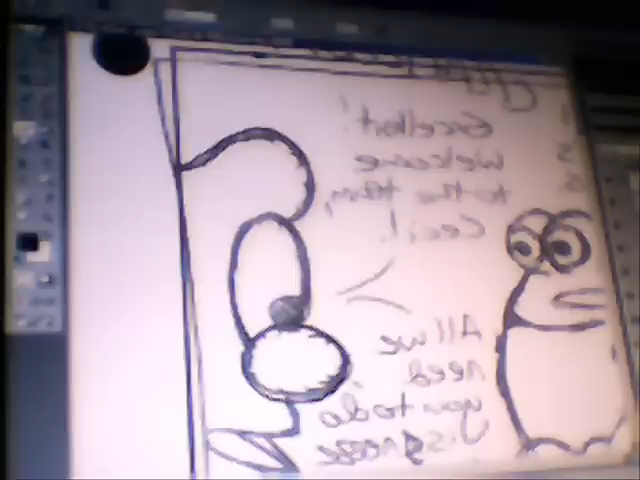 Excellent!
Welcome
to the team,
Cecil!
All we
need
you to do
is sneeze